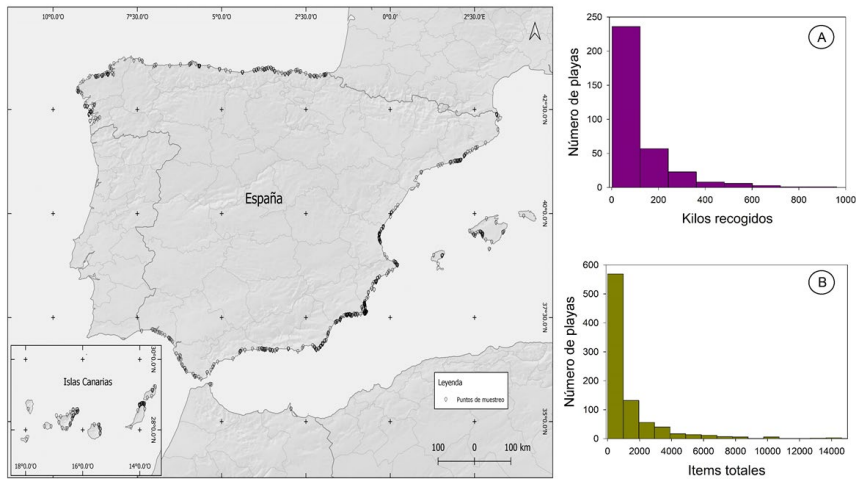 10°0.0'W 7°30.0'W 5°0.0'W 2°30.0'W 0°0.0'E 2°30.0'E
42°30.0'N
España
40°0.0'N
37°30.0'N
35°0.0'N
Islas Canarias
30°0.0'N
28°0.0'N
18°0.0'W 16°0.0'W 14°0.0'W
Leyenda
Puntos de muestreo
100 0 100 km
A
Número de playas
250
200
150
100
50
0
0 200 400 600 800 1000
Kilos recogidos
B
Número de playas
600
500
400
300
200
100
0
0 2000 4000 6000 8000 10000 12000 14000
Items totales